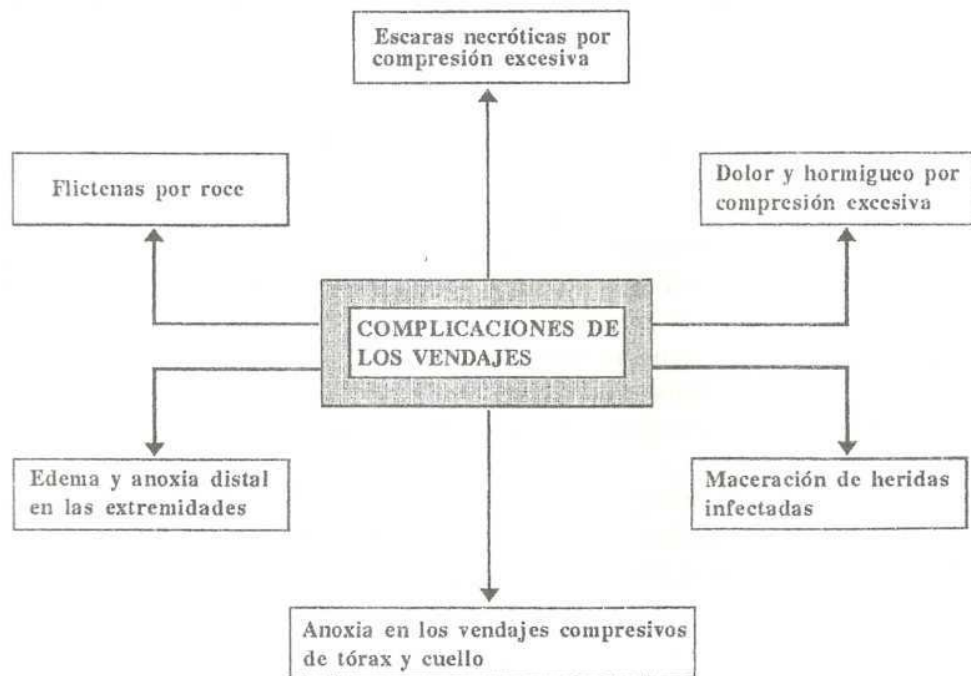 Escaras necróticas por
compresión excesiva
Flictenas por roce
Dolor y hormigueo por
compresión excesiva
COMPLICACIONES DE
LOS VENDAJES
Edema y anoxia distal
en las extremidades
Maceración de heridas
infectadas
Anoxia en los vendajes compresivos
de tórax y cuello